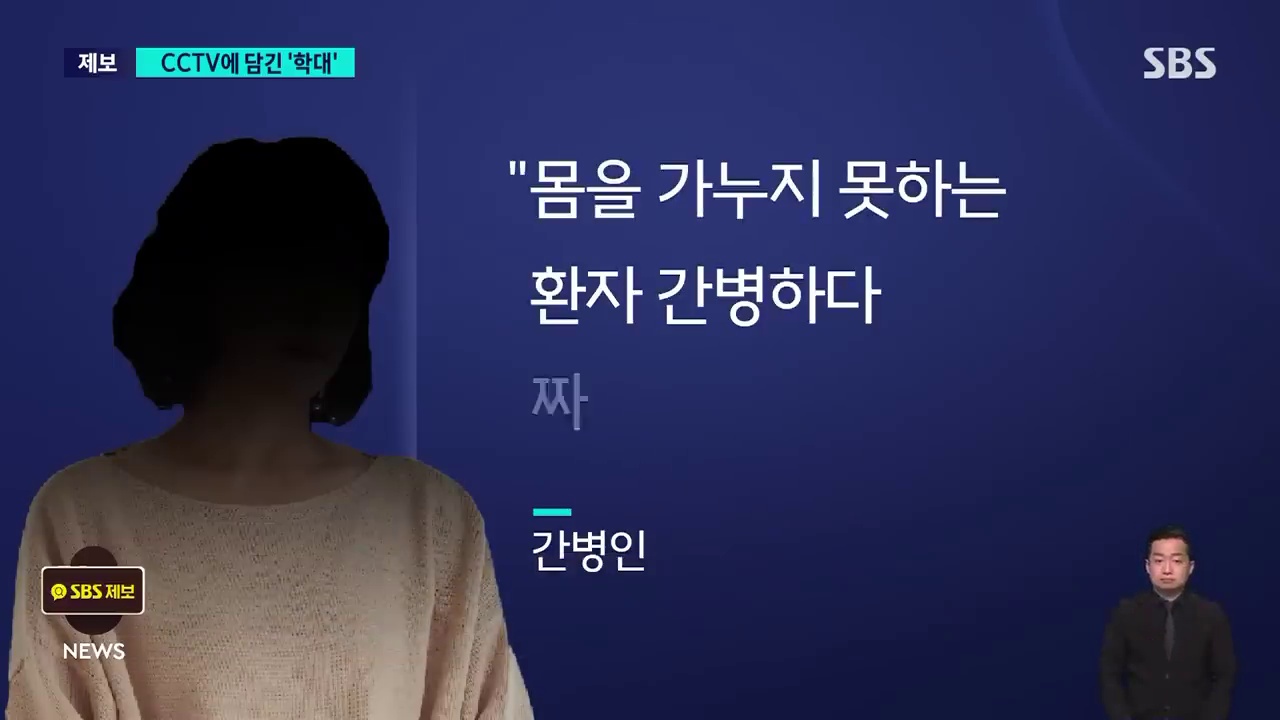 제보 CCTV에 담긴 '학대'
SBS
"몸을 가누지 못하는
환자 간병하다
짜
간병인
SBS 제보
NEWS